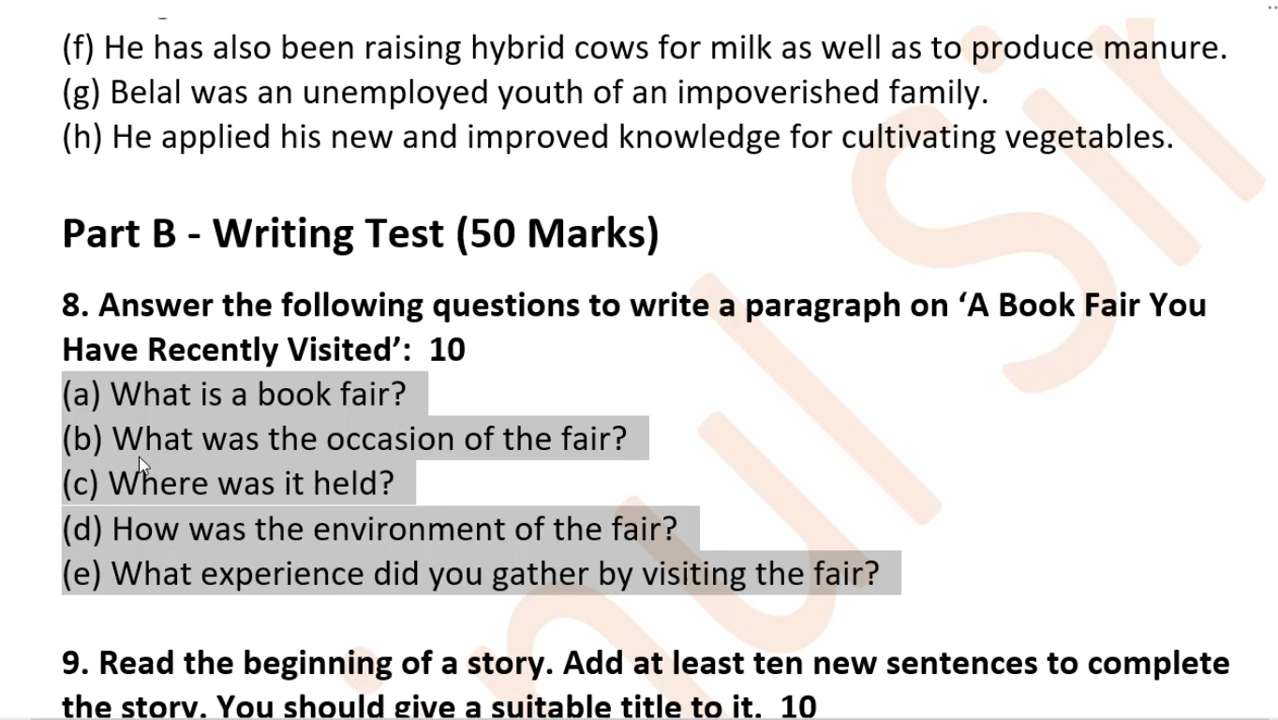 (f) He has also been raising hybrid cows for milk as well as to produce manure.
(g) Belal was an unemployed youth of an impoverished family.
(h) He applied his new and improved knowledge for cultivating vegetables.
Part B - Writing Test (50 Marks)
8. Answer the following questions to write a paragraph on ‘A Book Fair You
Have Recently Visited’: 10
(a) What is a book fair?
(b) What was the occasion of the fair?
(c) Where was it held?
(d) How was the environment of the fair?
(e) What experience did you gather by visiting the fair?
9. Read the beginning of a story. Add at least ten new sentences to complete
the story. You should give a suitable title to it. 10